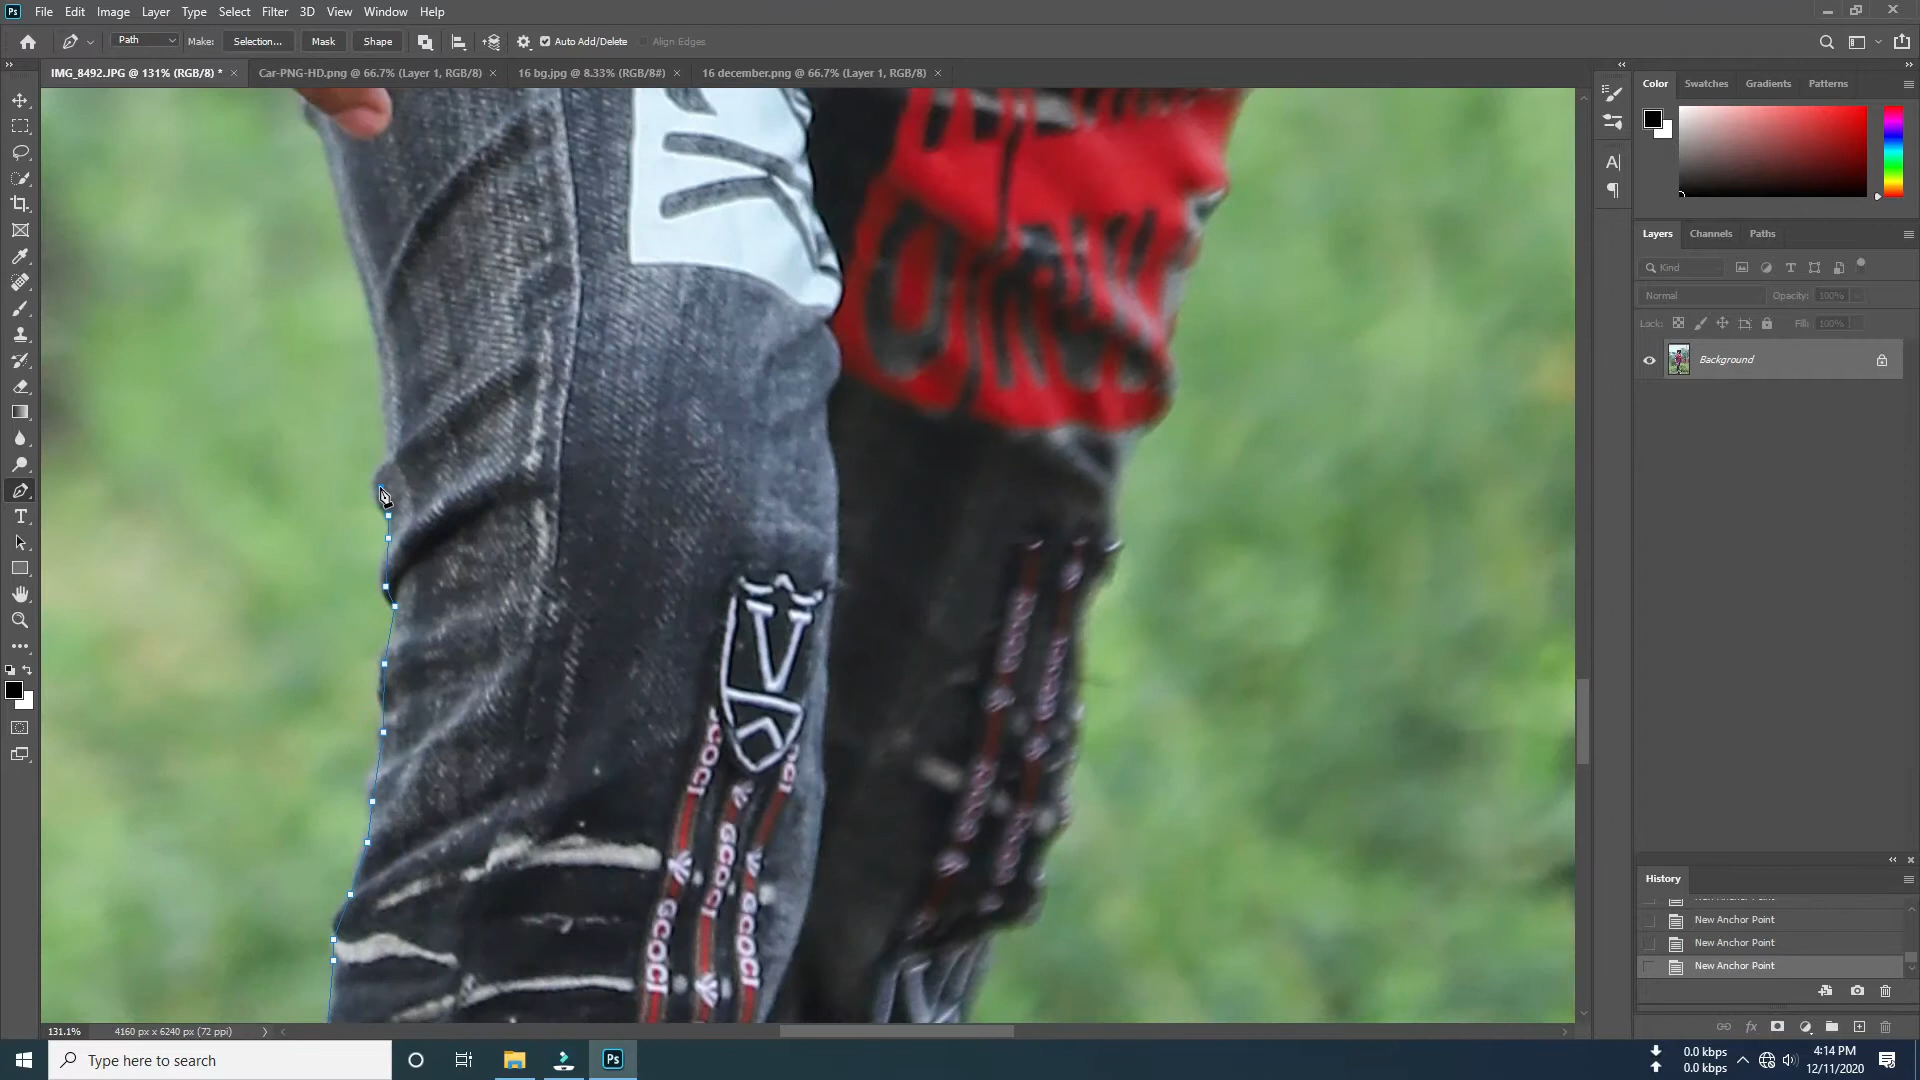 Ps File Edit Image Layer Type Select Filter 3D View Window Help
Path Make: Selection... Mask Shape Auto Add/Delete Align Edges
IMG_8492.JPG @ 131% (RGB/8) * × Car-PNG-HD.png @ 66.7% (Layer 1, RGB/8) × 16 bg.jpg @ 8.33% (RGB/8#) × 16 december.png @ 66.7% (Layer 1, RGB/8) ×
Color Swatches Gradients Patterns
Layers Channels Paths
Kind
Normal Opacity: 100%
Lock: Fill: 100%
Background
History
New Anchor Point
New Anchor Point
New Anchor Point
131.1% 4160 px x 6240 px (72 ppi)
Type here to search
Ps
0.0 kbps
0.0 kbps
4:14 PM
12/11/2020